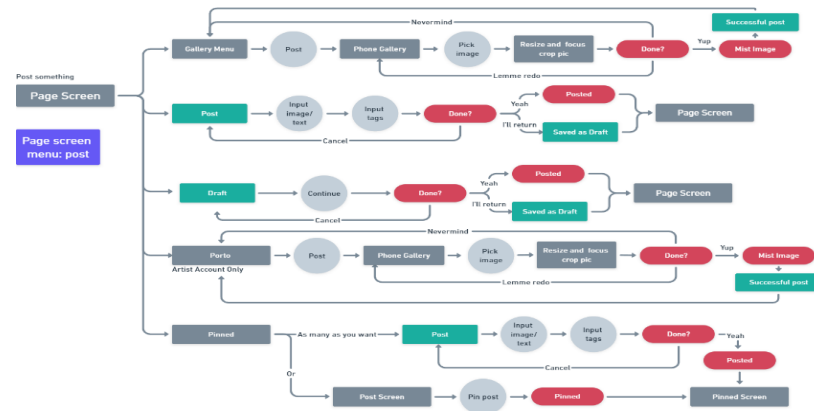 Nevermind
Successful post
Gallery Menu
Post
Phone Gallery
Pick
image
Resize and focus
crop pic
Done?
Yup
Mist Image
Lemme redo
Post something
Page Screen
Page screen
menu: post
Post
Input
image/
text
Input
tags
Done?
Yeah
Posted
I'll return
Saved as Draft
Page Screen
Cancel
Draft
Continue
Done?
Yeah
Posted
I'll return
Saved as Draft
Page Screen
Cancel
Nevermind
Porto
Artist Account Only
Post
Phone Gallery
Pick
image
Resize and focus
crop pic
Done?
Yup
Mist Image
Successful post
Lemme redo
Pinned
As many as you want
Post
Input
image/
text
Input
tags
Done?
Yeah
Posted
Cancel
Or
Post Screen
Pin post
Pinned
Pinned Screen